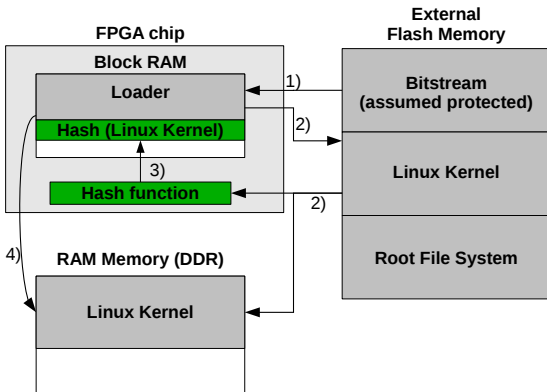 FPGA chip
Block RAM
Loader
Hash (Linux Kernel)
3)
Hash function
1)
2)
2)
4)
External
Flash Memory
Bitstream
(assumed protected)
Linux Kernel
Root File System
RAM Memory (DDR)
Linux Kernel